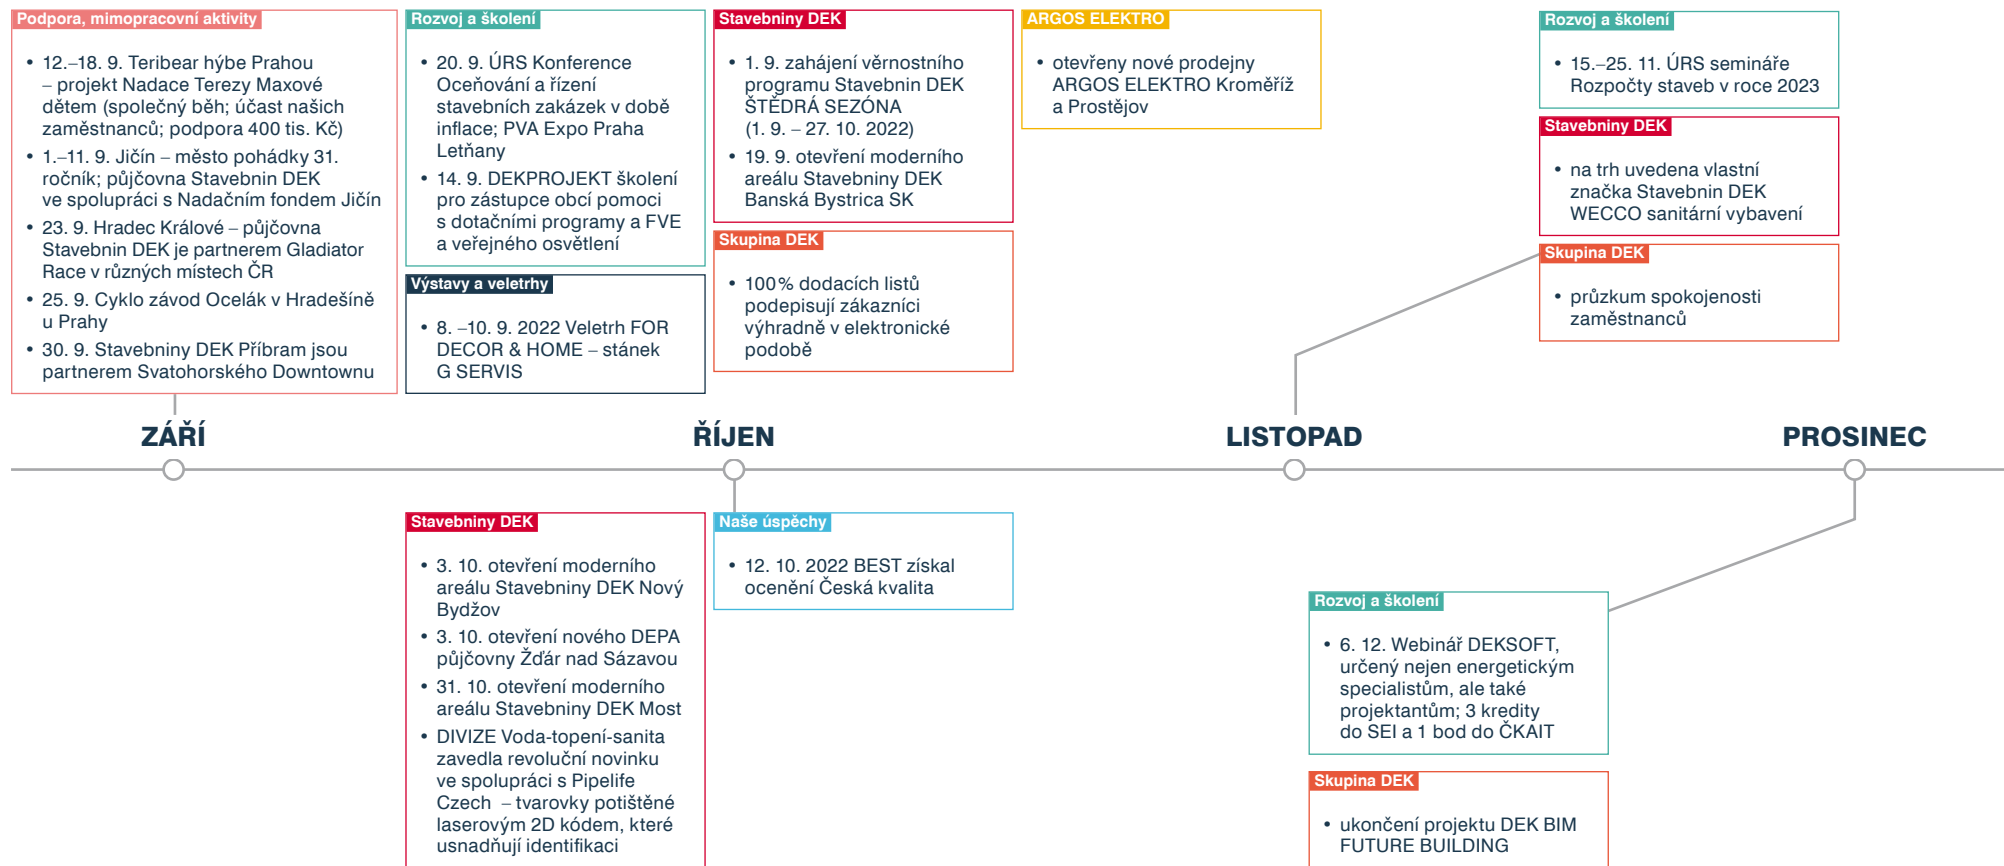 Podpora, mimopracovní aktivity
• 12.–18. 9. Teribear hýbe Prahou
– projekt Nadace Terezy Maxové
dětem (společný běh; účast našich
zaměstnanců; podpora 400 tis. Kč)
• 1.–11. 9. Jičín – město pohádky 31.
ročník; půjčovna Stavebnin DEK
ve spolupráci s Nadačním fondem Jičín
• 23. 9. Hradec Králové – půjčovna
Stavebnin DEK je partnerem Gladiator
Race v různých místech ČR
• 25. 9. Cyklo závod Ocelák v Hradešíně
u Prahy
• 30. 9. Stavebniny DEK Příbram jsou
partnerem Svatohorského Downtownu
Rozvoj a školení
• 20. 9. ÚRS Konference
Oceňování a řízení
stavebních zakázek v době
inflace; PVA Expo Praha
Letňany
• 14. 9. DEKPROJEKT školení
pro zástupce obcí pomoci
s dotačními programy a FVE
a veřejného osvětlení
Výstavy a veletrhy
• 8. –10. 9. 2022 Veletrh FOR
DECOR & HOME – stánek
G SERVIS
Stavebniny DEK
• 1. 9. zahájení věrnostního
programu Stavebnin DEK
ŠTĚDRÁ SEZÓNA
(1. 9. – 27. 10. 2022)
• 19. 9. otevření moderního
areálu Stavebniny DEK
Banská Bystrica SK
Skupina DEK
• 100% dodacích listů
podepisují zákazníci
výhradně v elektronické
podobě
ARGOS ELEKTRO
• otevřeny nové prodejny
ARGOS ELEKTRO Kroměříž
a Prostějov
Rozvoj a školení
• 15.–25. 11. ÚRS semináře
Rozpočty staveb v roce 2023
Stavebniny DEK
• na trh uvedena vlastní
značka Stavebnin DEK
WECCO sanitární vybavení
Skupina DEK
• průzkum spokojenosti
zaměstnanců
ZÁŘÍ
ŘÍJEN
LISTOPAD
PROSINEC
Stavebniny DEK
• 3. 10. otevření moderního
areálu Stavebniny DEK Nový
Bydžov
• 3. 10. otevření nového DEPA
půjčovny Žďár nad Sázavou
• 31. 10. otevření moderního
areálu Stavebniny DEK Most
• DIVIZE Voda-topení-sanita
zavedla revoluční novinku
ve spolupráci s Pipelife
Czech – tvarovky potištěné
laserovým 2D kódem, které
usnadňují identifikaci
Naše úspěchy
• 12. 10. 2022 BEST získal
ocenění Česká kvalita
Rozvoj a školení
• 6. 12. Webinář DEKSOFT,
určený nejen energetickým
specialistům, ale také
projektantům; 3 kredity
do SEI a 1 bod do ČKAIT
Skupina DEK
• ukončení projektu DEK BIM
FUTURE BUILDING